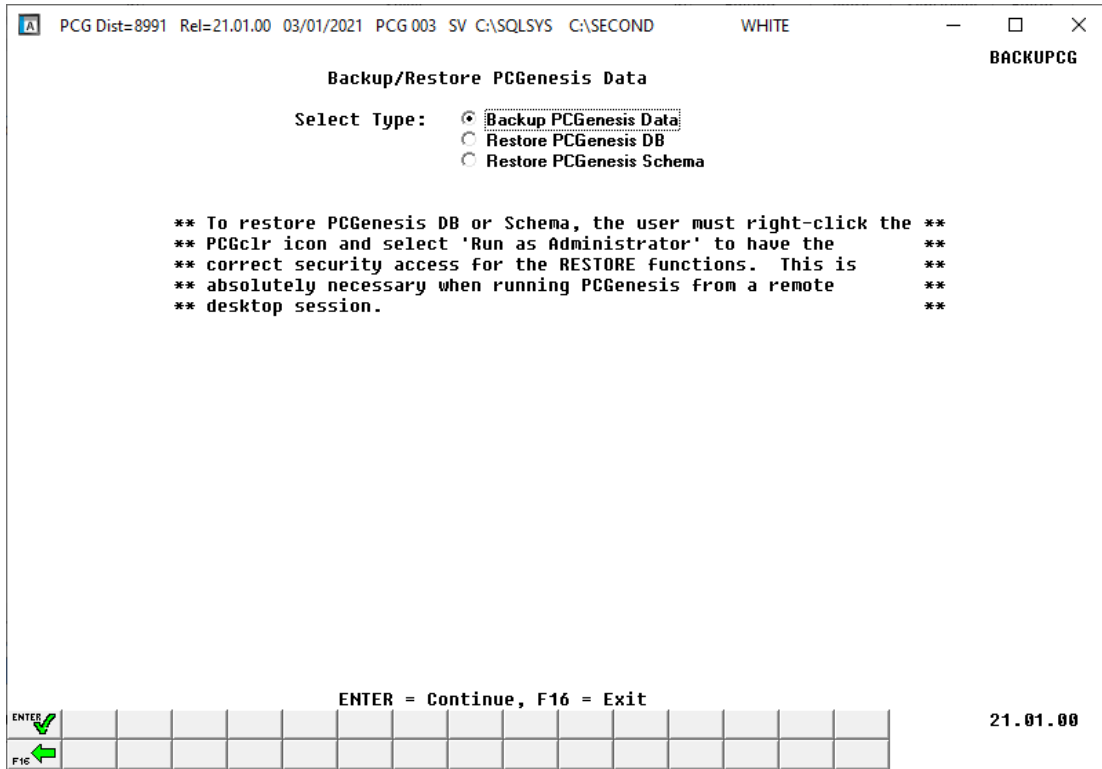 A PCG Dist=8991 Rel=21.01.00 03/01/2021 PCG 003 SV C:\SQLSYS C:\SECOND WHITE
BACKUPCG
Backup/Restore PCGenesis Data
Select Type: Backup PCGenesis Data
Restore PCGenesis DB
Restore PCGenesis Schema
** To restore PCGenesis DB or Schema, the user must right-click the **
** PCGclr icon and select 'Run as Administrator' to have the **
** correct security access for the RESTORE functions. This is **
** absolutely necessary when running PCGenesis from a remote **
** desktop session. **
ENTER = Continue, F16 = Exit
ENTER
21.01.00
F16